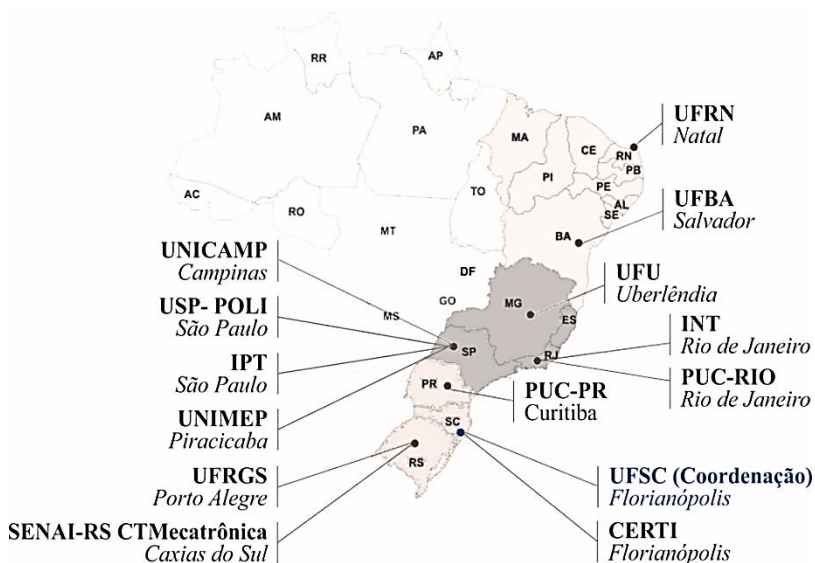 RR
AP
AM
PA
MA
CE
RN
PB
PI
PE
AL
SE
TO
AC
RO
MT
BA
DF
GO
MG
MS
ES
SP
RJ
PR
SC
RS
UFRN
Natal
UFBA
Salvador
UFU
Uberlêndia
INT
Rio de Janeiro
PUC-RIO
Rio de Janeiro
PUC-PR
Curitiba
UFSC (Coordenação)
Florianópolis
CERTI
Florianópolis
UNICAMP
Campinas
USP- POLI
São Paulo
IPT
São Paulo
UNIMEP
Piracicaba
UFRGS
Porto Alegre
SENAI-RS CTMecatrônica
Caxias do Sul